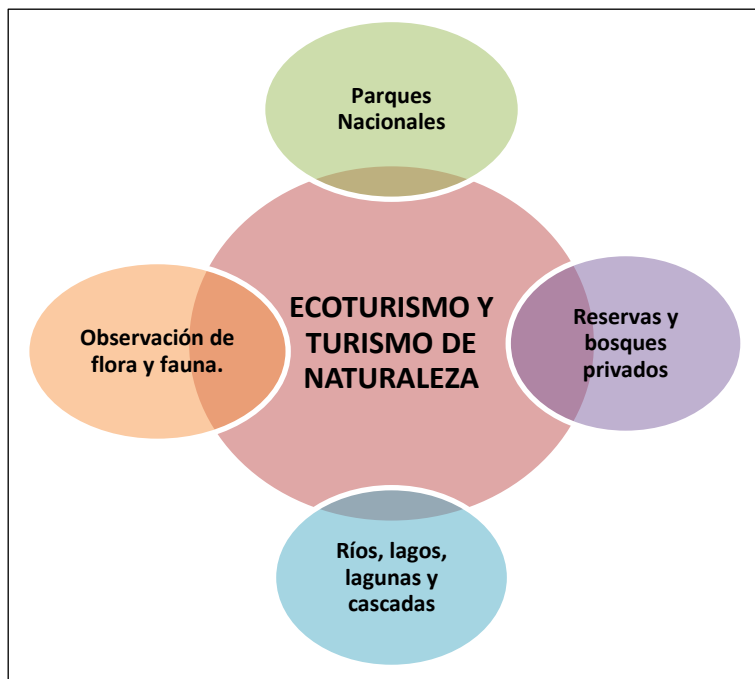 Parques
Nacionales
ECOTURISMO Y
TURISMO DE
NATURALEZA
Observación de
flora y fauna.
Reservas y
bosques
privados
Ríos, lagos,
lagunas y
cascadas